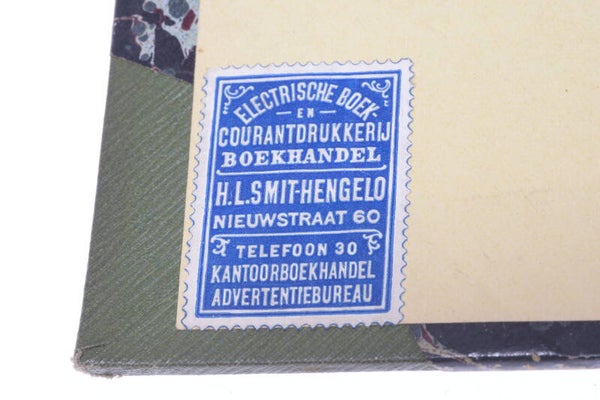 ELECTRISCHE BOEK-
— EN —
COURANTDRUKKERIJ
BOEKHANDEL
H.L.SMIT-HENGELO
NIEUWSTRAAT 60
TELEFOON 30
KANTOORBOEKHANDEL
ADVERTENTIEBUREAU